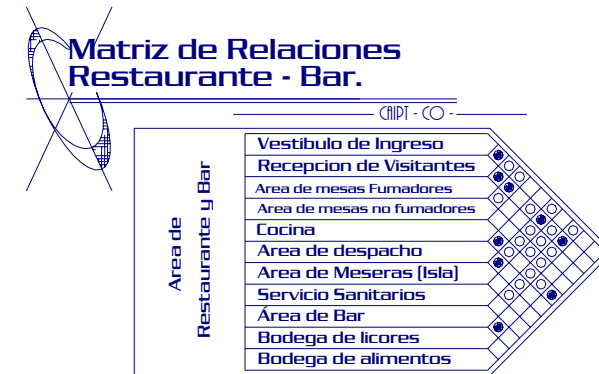 Matriz de Relaciones
Restaurante - Bar.
CAIPT - CO -
Area de
Restaurante y Bar
Vestibulo de Ingreso
Recepcion de Visitantes
Area de mesas Fumadores
Area de mesas no fumadores
Cocina
Area de despacho
Area de Meseras (Isla)
Servicio Sanitarios
Área de Bar
Bodega de licores
Bodega de alimentos